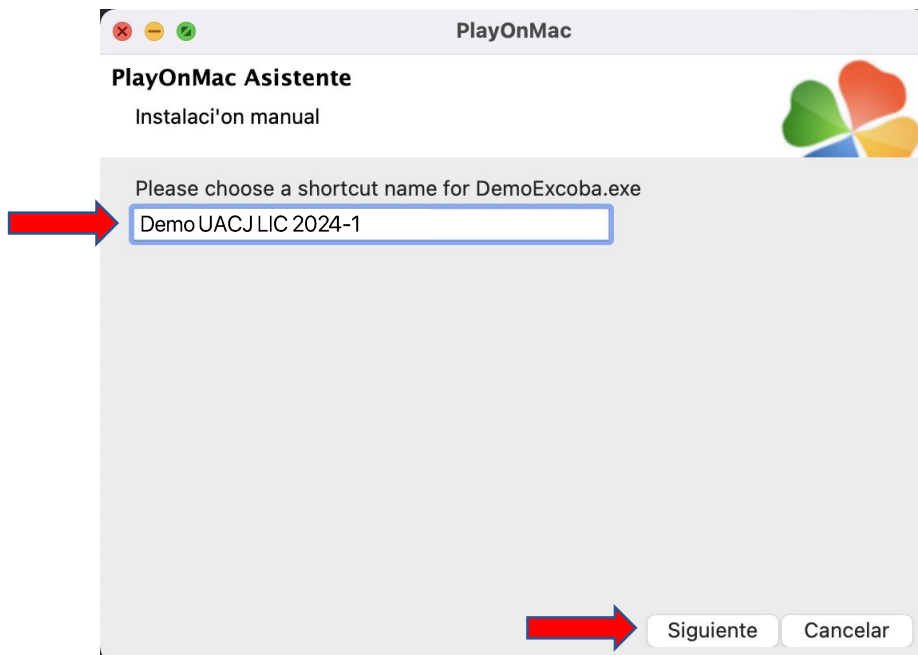 PlayOnMac
PlayOnMac Asistente
Instalaci'on manual
Please choose a shortcut name for DemoExcoba.exe
Demo UACJ LIC 2024-1
Siguiente
Cancelar